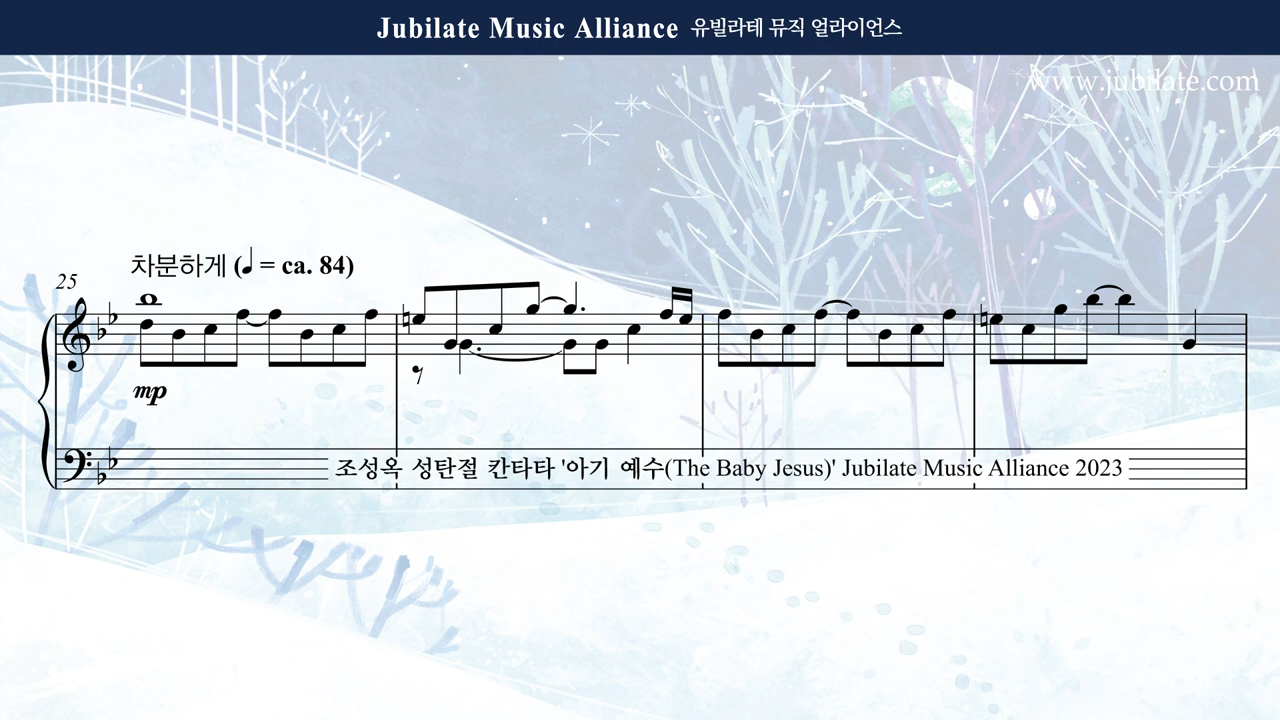 Jubilate Music Alliance 유빌라테 뮤직 얼라이언스
www.jubilate.com
차분하게 (♩ = ca. 84)
25
mp
조성옥 성탄절 칸타타 '아기 예수(The Baby Jesus)' Jubilate Music Alliance 2023